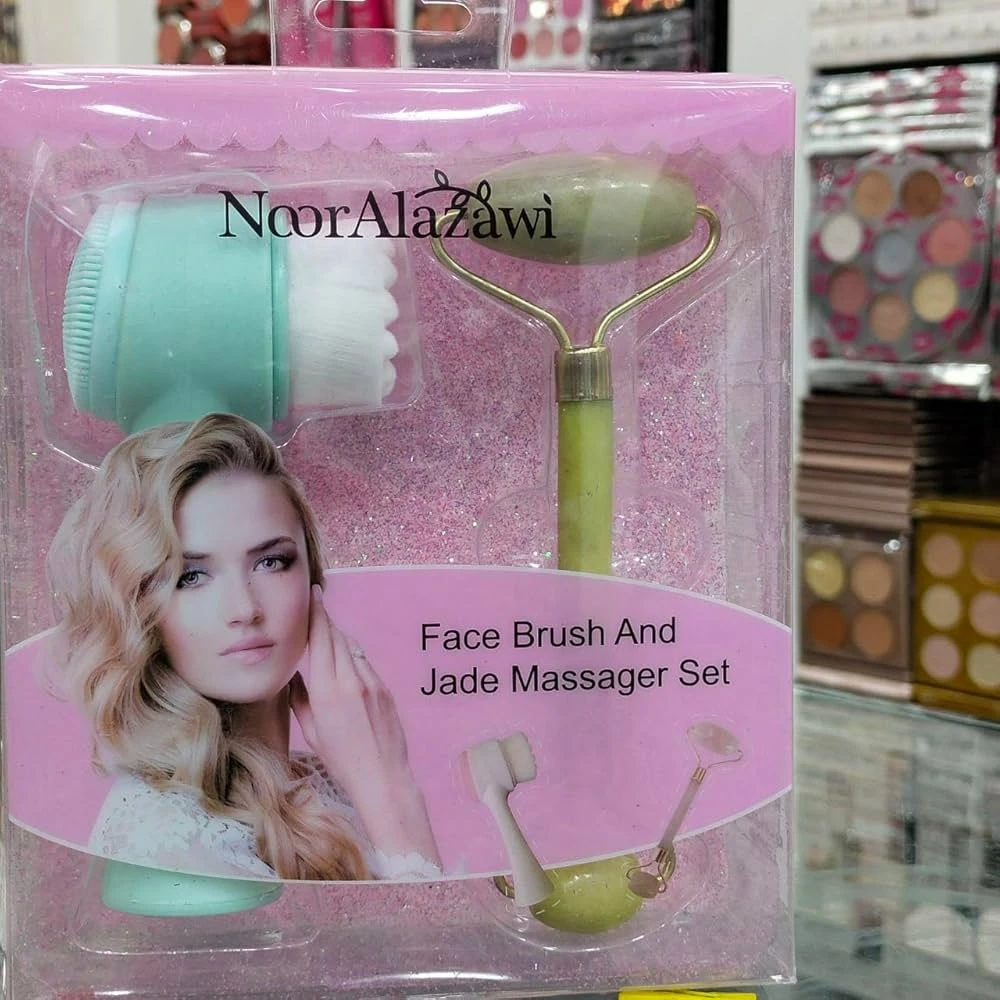 NoorAlazawi
Face Brush And
Jade Massager Set